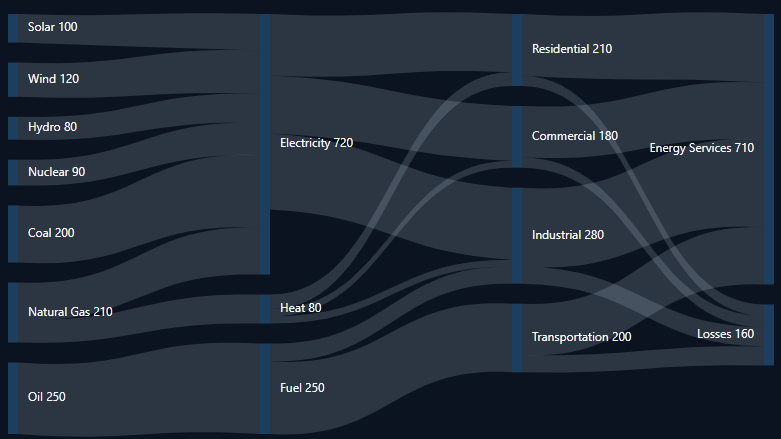 Solar 100
Wind 120
Hydro 80
Nuclear 90
Coal 200
Natural Gas 210
Oil 250
Electricity 720
Heat 80
Fuel 250
Residential 210
Commercial 180
Industrial 280
Transportation 200
Energy Services 710
Losses 160